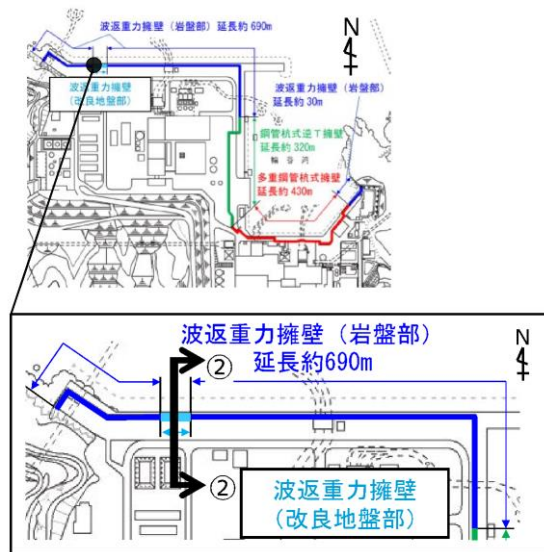 波返重力擁壁（岩盤部）延長約690m
N
波返重力擁壁
（改良地盤部）
波返重力擁壁（岩盤部）
延長約30m
鋼管杭式逆T擁壁
延長約320m
輪谷湾
多重鋼管杭式擁壁
延長約430m
波返重力擁壁（岩盤部）
延長約690m
②
N
②
波返重力擁壁
（改良地盤部）